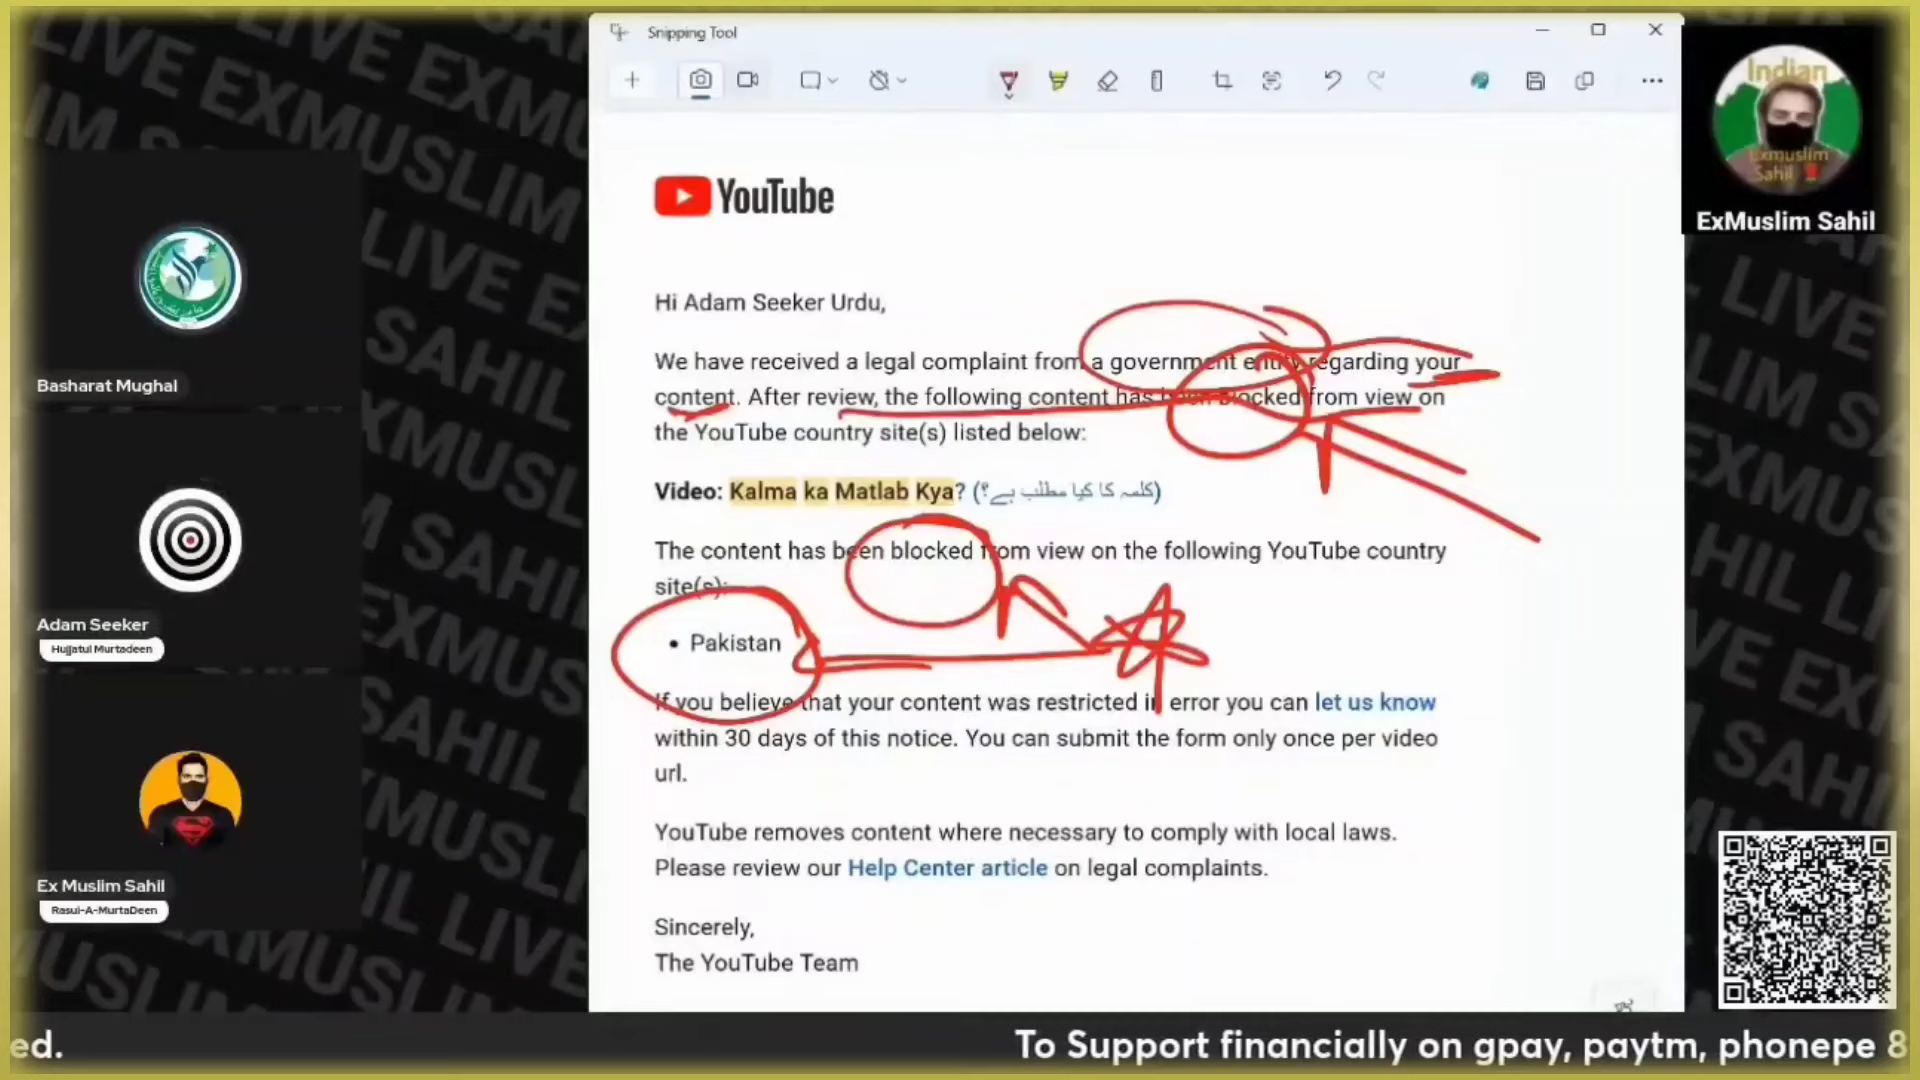 Snipping Tool
YouTube
Hi Adam Seeker Urdu,
We have received a legal complaint from a government entity regarding your
content. After review, the following content has been Blocked from view on
the YouTube country site(s) listed below:
Video: Kalma ka Matlab Kya? (کلمہ کا کیا مطلب ہے؟)
The content has been blocked from view on the following YouTube country
site(s):
• Pakistan
If you believe that your content was restricted in error you can let us know
within 30 days of this notice. You can submit the form only once per video
url.
YouTube removes content where necessary to comply with local laws.
Please review our Help Center article on legal complaints.
Sincerely,
The YouTube Team
Basharat Mughal
Adam Seeker
Hujjatul Murtadeen
Ex Muslim Sahil
Rasul-A-MurtaDeen
Indian
Exmuslim
Sahil
ExMuslim Sahil
ed.
To Support financially on gpay, paytm, phonepe 8
LIVE EXMUSLIM SAHIL